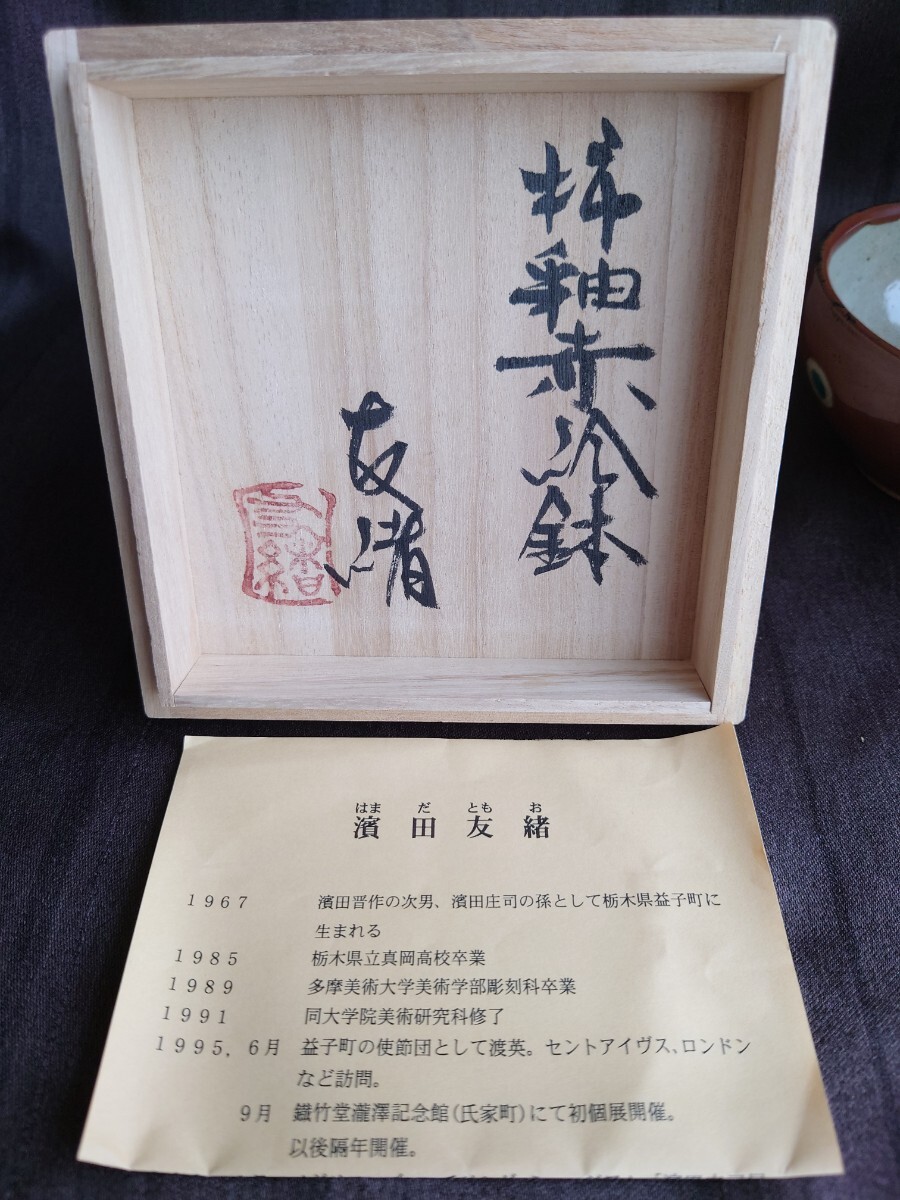 柿釉赤絵鉢
友緒
友緒
はまだともお
濱田友緒
1967 濱田晋作の次男、濱田庄司の孫として栃木県益子町に
生まれる
1985 栃木県立真岡高校卒業
1989 多摩美術大学美術学部彫刻科卒業
1991 同大学院美術研究科修了
1995，6月 益子町の使節団として渡英。セントアイヴス、ロンドン
など訪問。
9月 鐡竹堂瀧澤記念館(氏家町)にて初個展開催。
以後隔年開催。